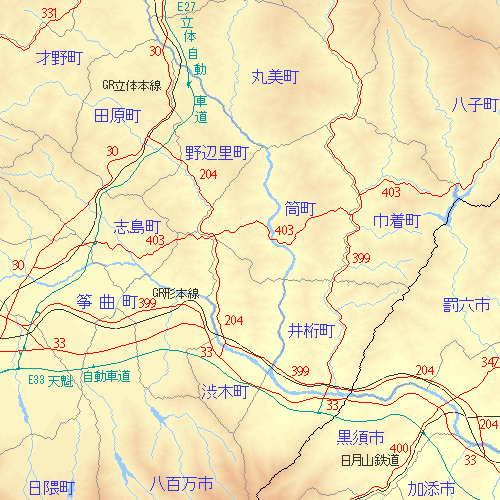 331
E27
立体自動車道
30
才野町
丸美町
GR立体本線
田原町
八子町
30
野辺里町
204
403
筒町
志島町
巾着町
403
403
399
30
GR形本線
筝曲町
399
罰六市
204
井桁町
33
33
347
399
204
E33 天魁自動車道
渋木町
33
204
黒須市
400
33
日月山鉄道
日隈町
八百万市
加添市